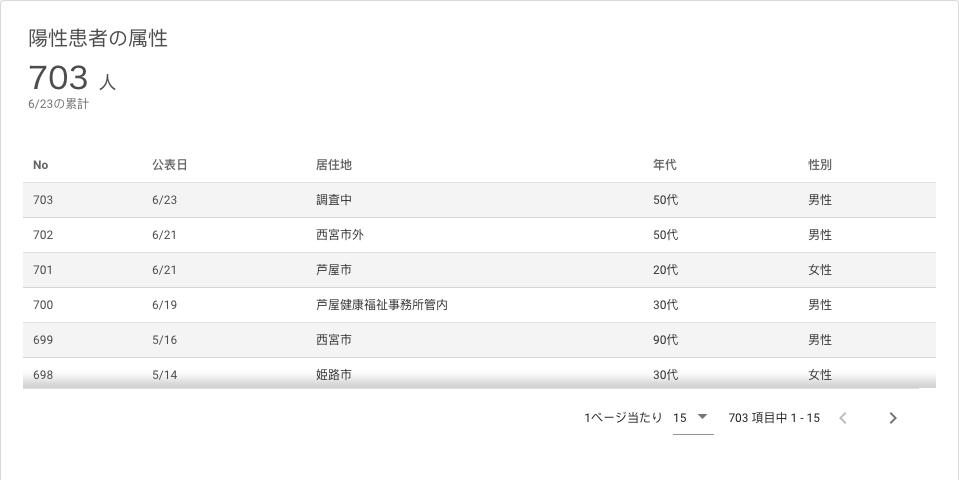 陽性患者の属性
703 人
6/23の累計
No 公表日 居住地 年代 性別
703 6/23 調査中 50代 男性
702 6/21 西宮市外 50代 男性
701 6/21 芦屋市 20代 女性
700 6/19 芦屋健康福祉事務所管内 30代 男性
699 5/16 西宮市 90代 男性
698 5/14 姫路市 30代 女性
1ページ当たり 15 703 項目中 1 - 15